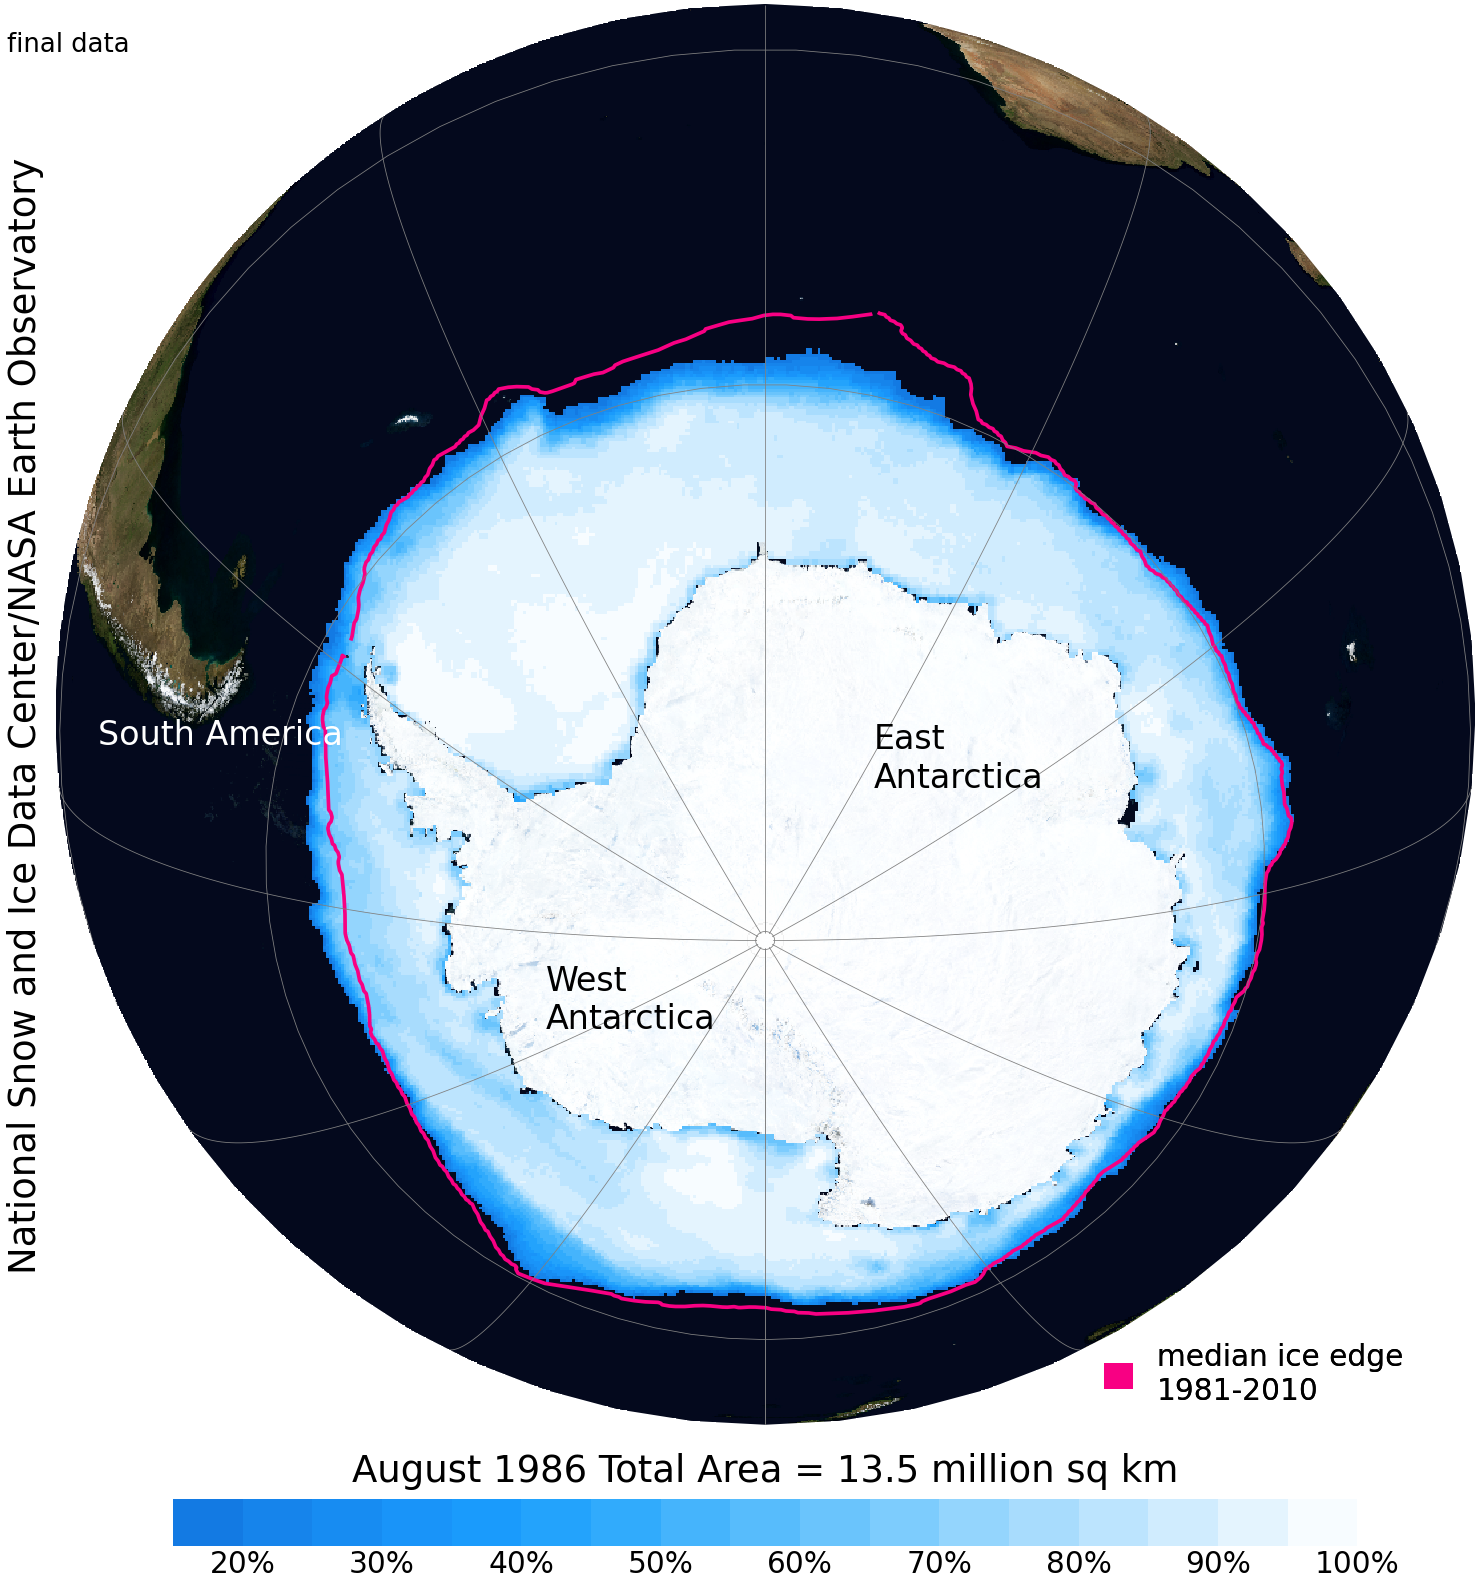 final data
National Snow and Ice Data Center/NASA Earth Observatory
South America
East
Antarctica
West
Antarctica
median ice edge
1981-2010
August 1986 Total Area = 13.5 million sq km
20% 30% 40% 50% 60% 70% 80% 90% 100%